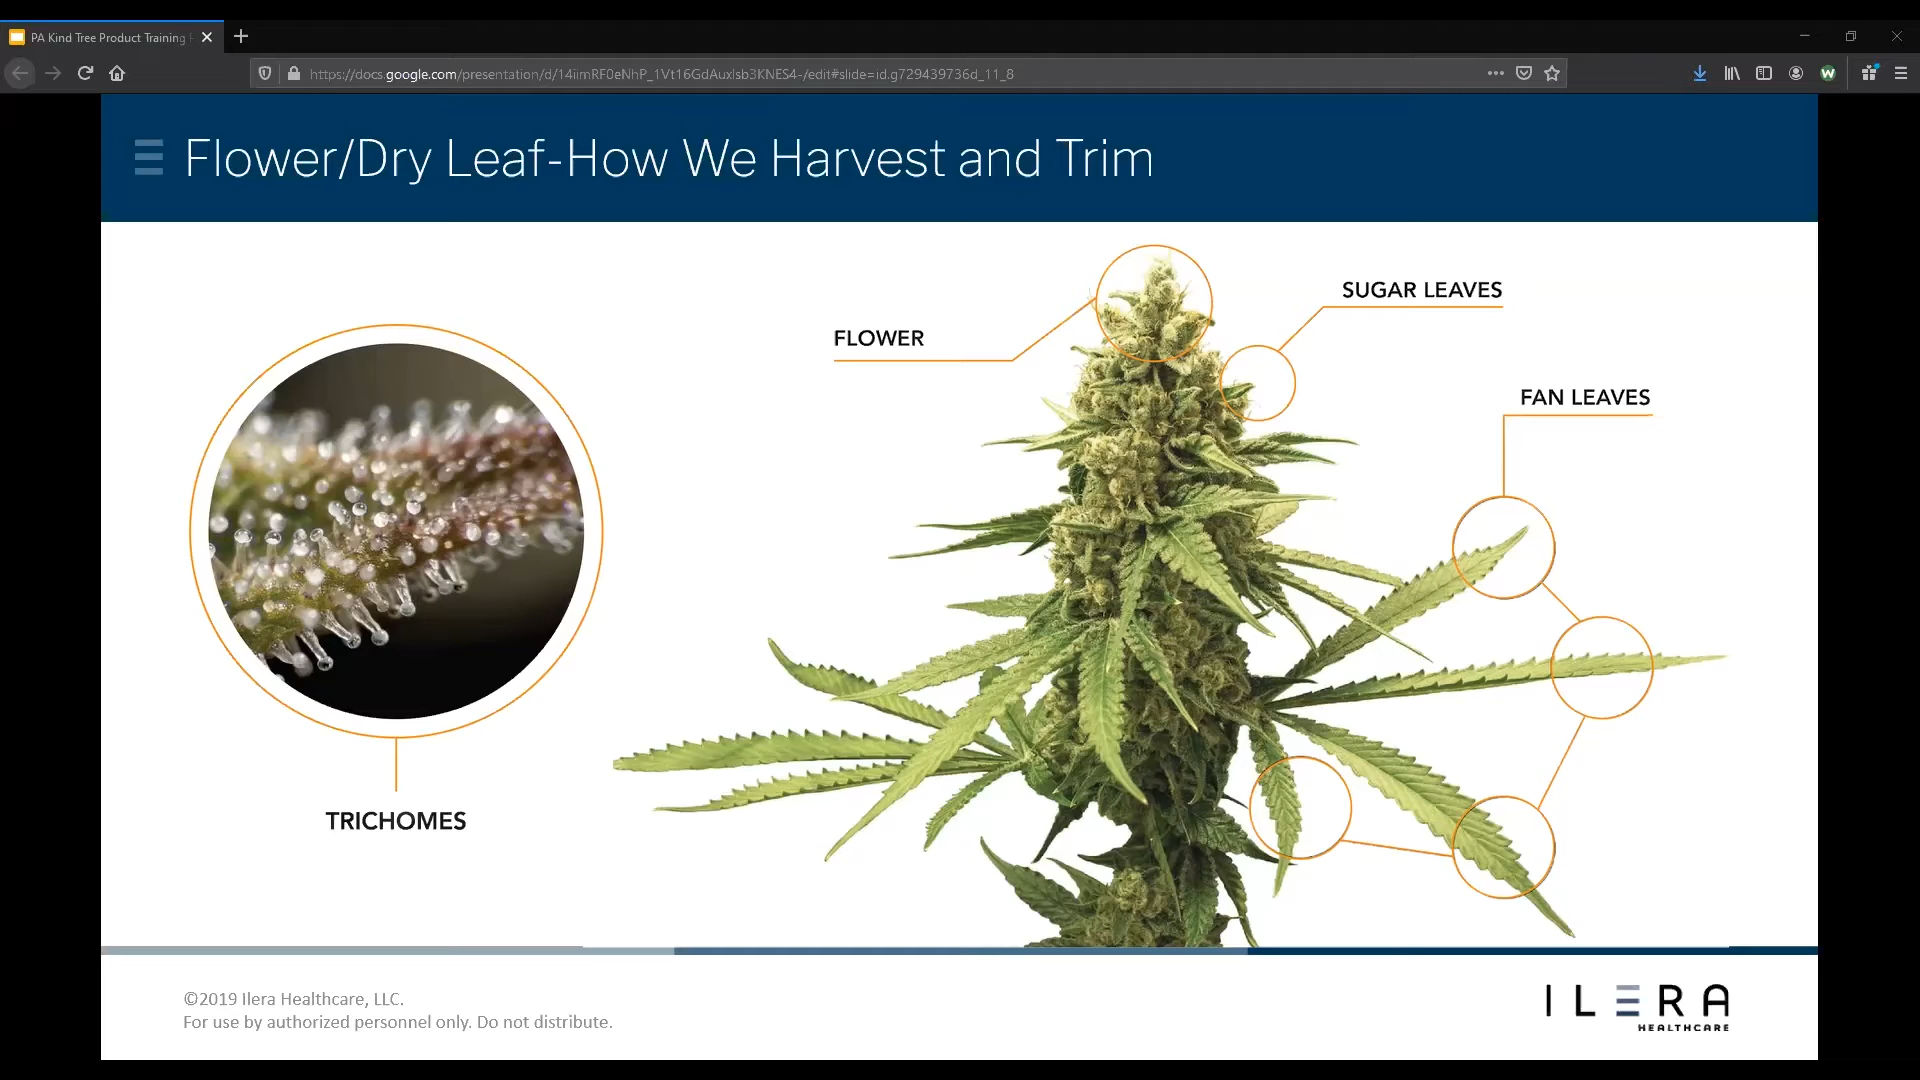 PA Kind Tree Product Training
https://docs.google.com/presentation/d/14iimRF0eNhP_1Vt16GdAuxlsb3KNES4-/edit#slide=id.g729439736d_11_8
Flower/Dry Leaf-How We Harvest and Trim
SUGAR LEAVES
FLOWER
FAN LEAVES
TRICHOMES
©2019 Ilera Healthcare, LLC.
For use by authorized personnel only. Do not distribute.
ILERA
HEALTHCARE